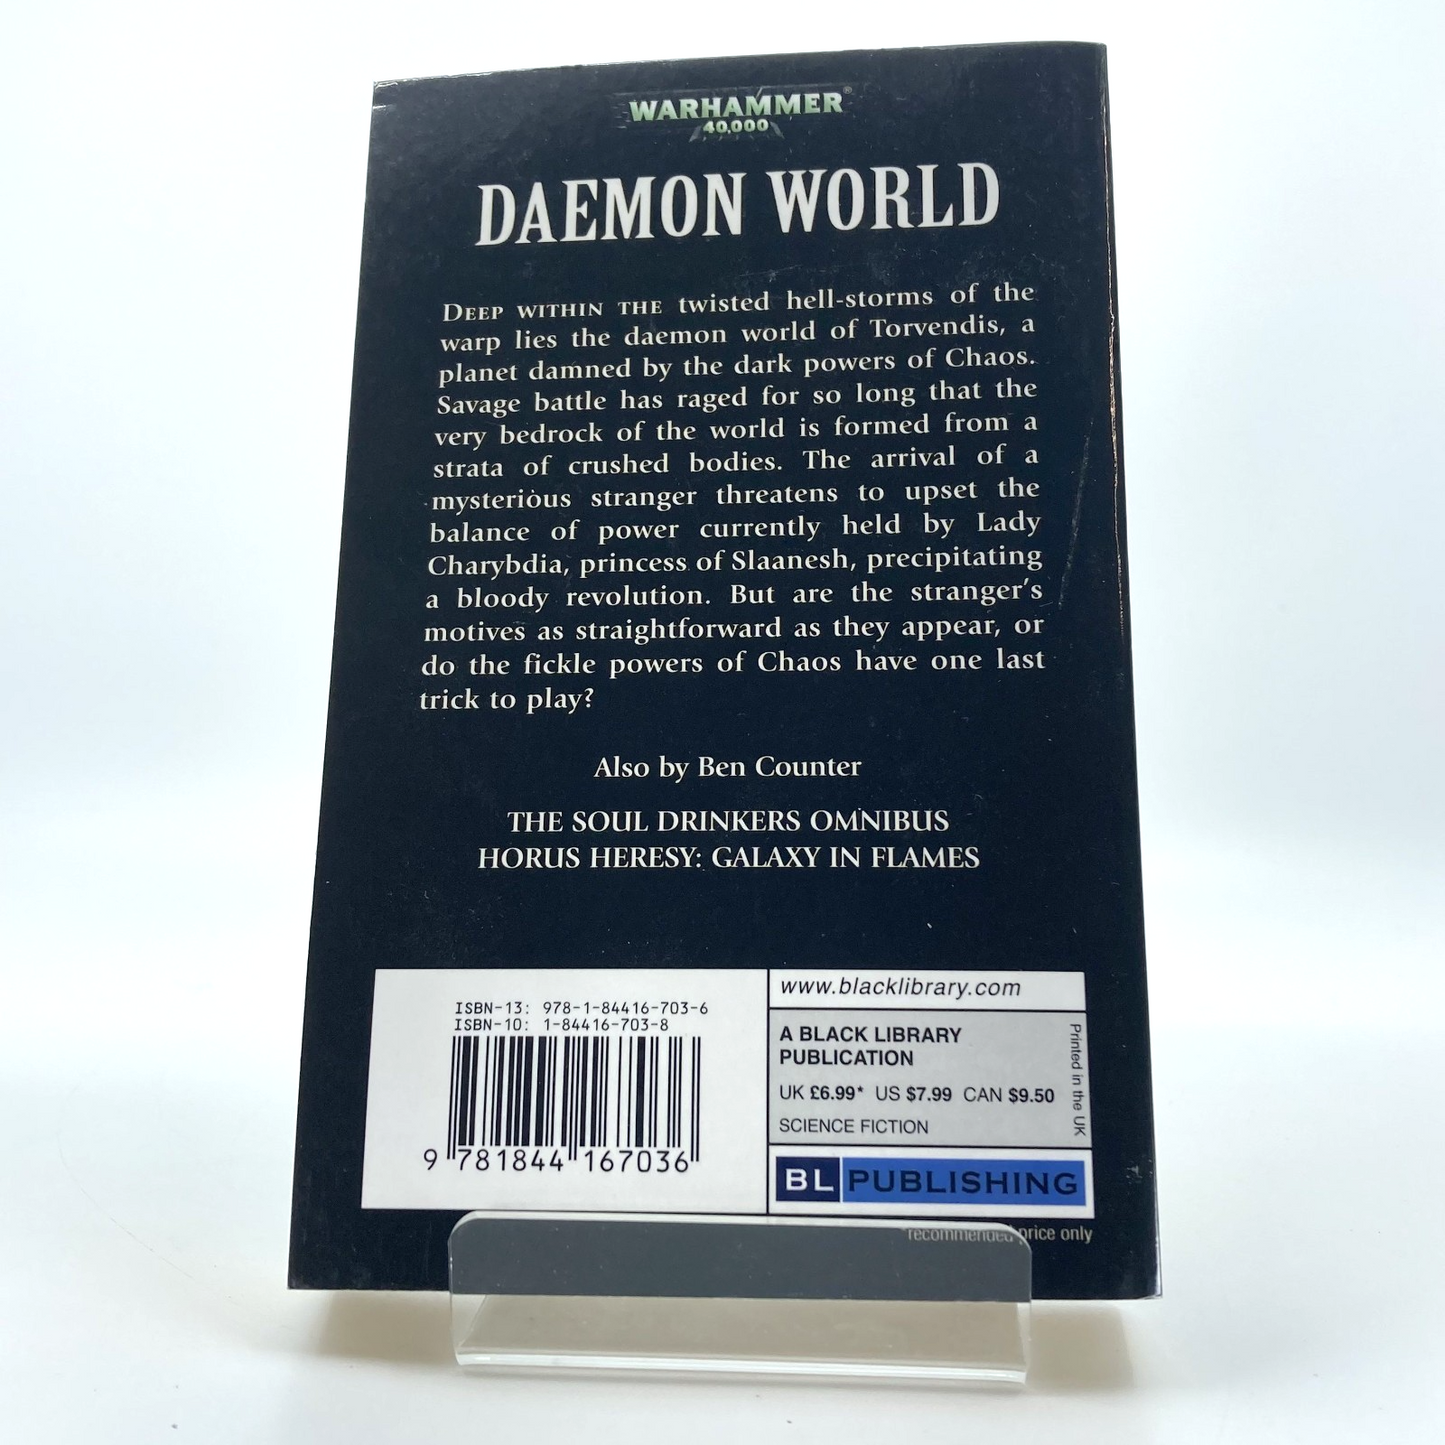 WARHAMMER®
40,000
DAEMON WORLD
DEEP WITHIN THE twisted hell-storms of the
warp lies the daemon world of Torvendis, a
planet damned by the dark powers of Chaos.
Savage battle has raged for so long that the
very bedrock of the world is formed from a
strata of crushed bodies. The arrival of a
mysterious stranger threatens to upset the
balance of power currently held by Lady
Charybdia, princess of Slaanesh, precipitating
a bloody revolution. But are the stranger's
motives as straightforward as they appear, or
do the fickle powers of Chaos have one last
trick to play?
Also by Ben Counter
THE SOUL DRINKERS OMNIBUS
HORUS HERESY: GALAXY IN FLAMES
ISBN-13: 978-1-84416-703-6
ISBN-10: 1-84416-703-8
9 781844 167036
www.blacklibrary.com
A BLACK LIBRARY
PUBLICATION
UK £6.99* US $7.99 CAN $9.50
SCIENCE FICTION
Printed in the UK
BL PUBLISHING
*recommended price only